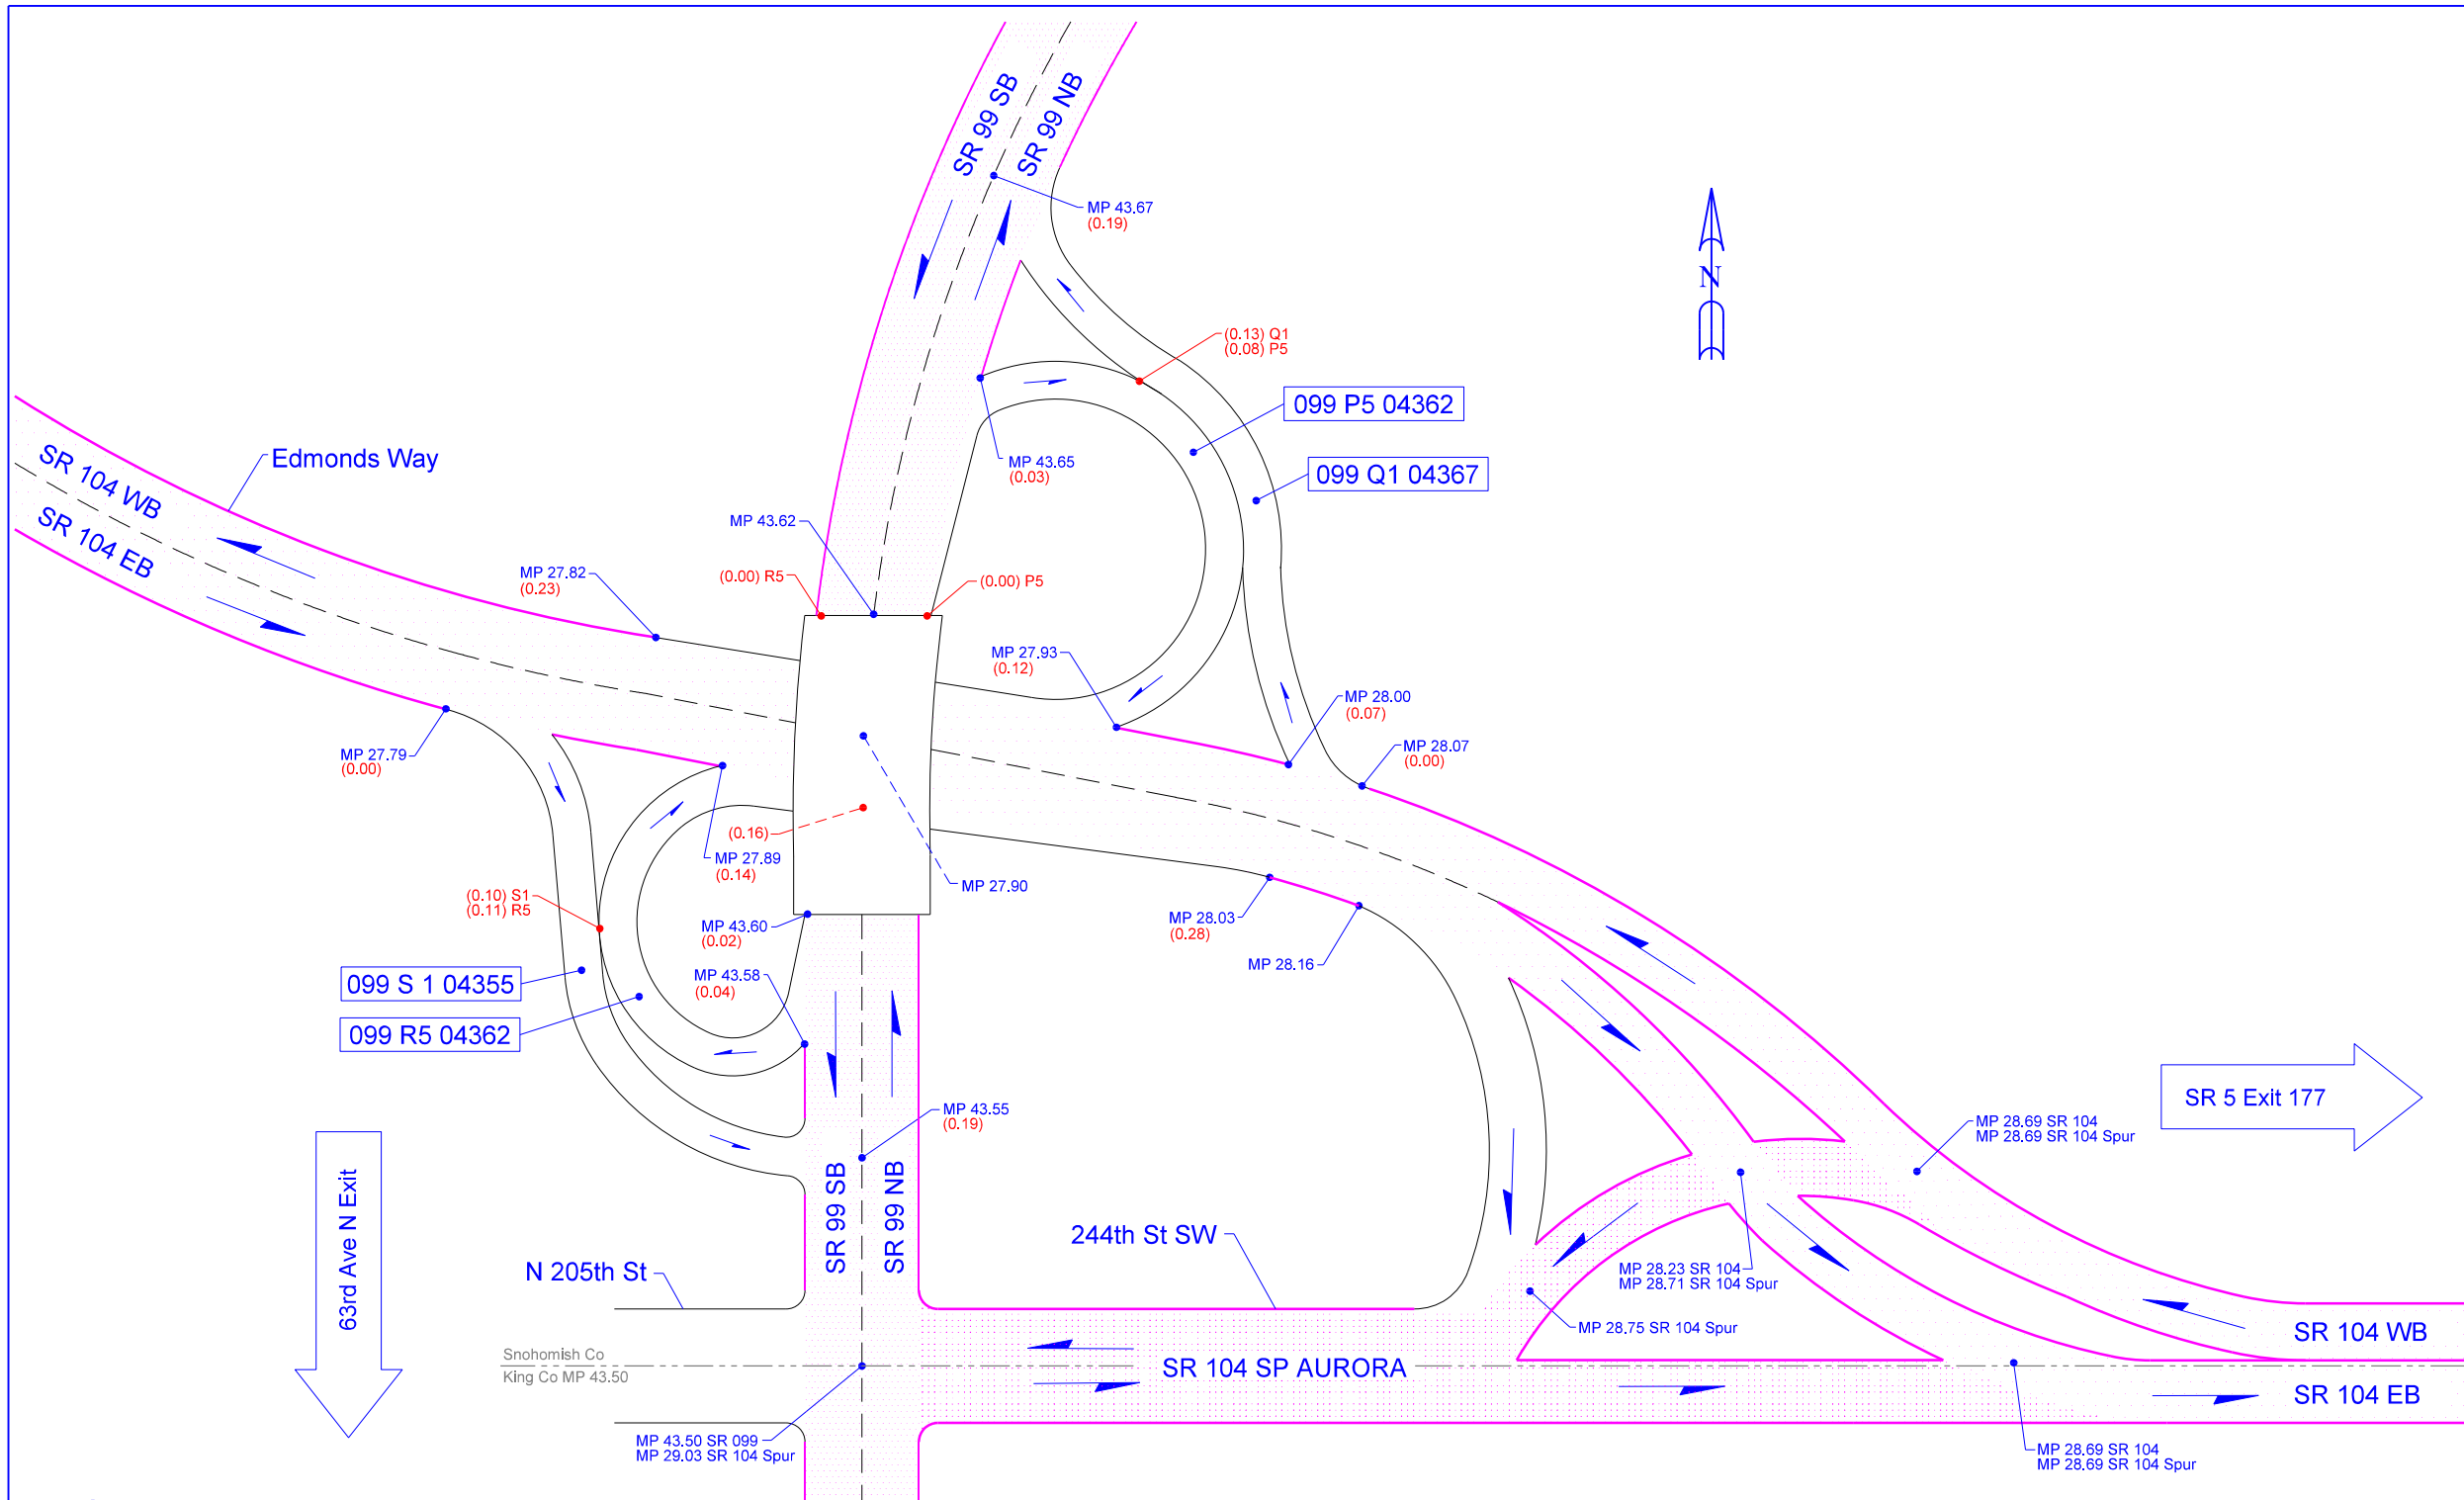 SR 99 SB
SR 99 NB
MP 43.67
(0.19)
N
(0.13) Q1
(0.08) P5
099 P5 04362
Edmonds Way
SR 104 WB
SR 104 EB
MP 43.65
(0.03)
099 Q1 04367
MP 43.62
MP 27.82
(0.23)
(0.00) R5
(0.00) P5
MP 27.93
(0.12)
MP 28.00
(0.07)
MP 27.79
(0.00)
MP 28.07
(0.00)
(0.16)
MP 27.89
(0.14)
MP 27.90
(0.10) S1
(0.11) R5
MP 43.60
(0.02)
MP 28.03
(0.28)
MP 28.16
099 S 1 04355
MP 43.58
(0.04)
099 R5 04362
SR 5 Exit 177
MP 43.55
(0.19)
MP 28.69 SR 104
MP 28.69 SR 104 Spur
63rd Ave N Exit
SR 99 SB
SR 99 NB
244th St SW
N 205th St
MP 28.23 SR 104
MP 28.71 SR 104 Spur
MP 28.75 SR 104 Spur
SR 104 WB
Snohomish Co
King Co MP 43.50
SR 104 SP AURORA
SR 104 EB
MP 43.50 SR 099
MP 29.03 SR 104 Spur
MP 28.69 SR 104
MP 28.69 SR 104 Spur